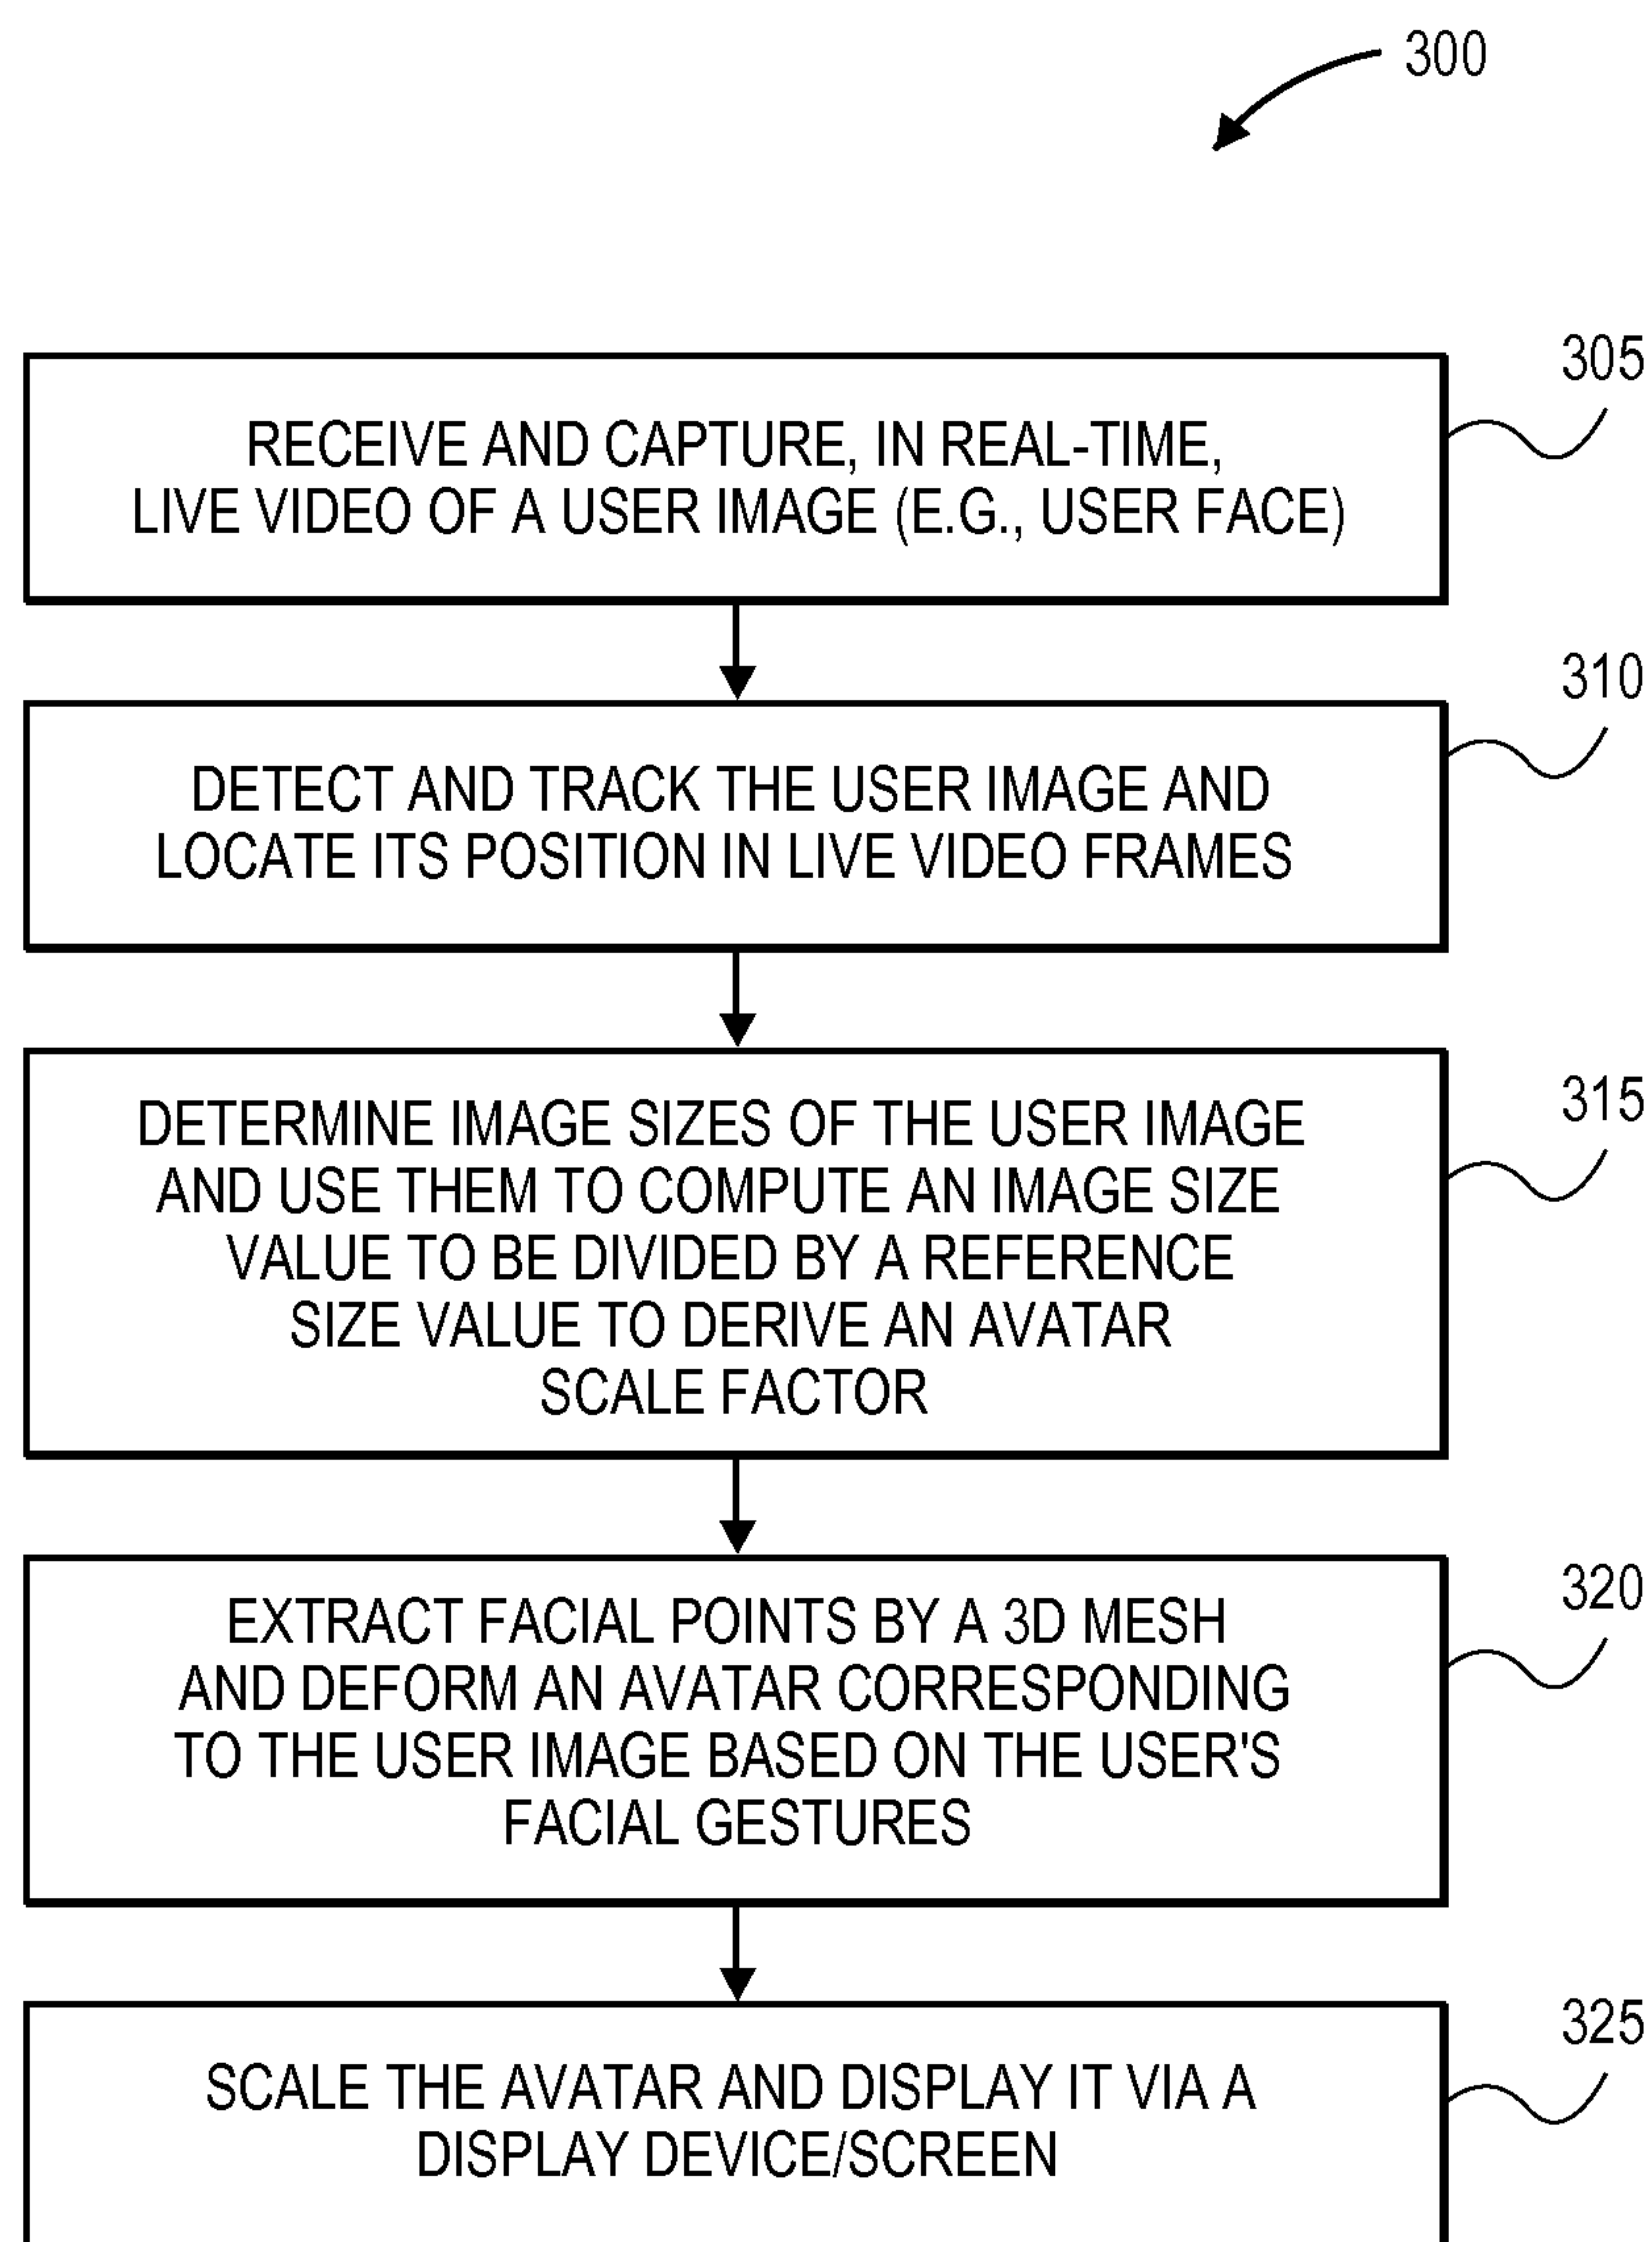 300
305
RECEIVE AND CAPTURE, IN REAL-TIME,
LIVE VIDEO OF A USER IMAGE (E.G., USER FACE)
310
DETECT AND TRACK THE USER IMAGE AND
LOCATE ITS POSITION IN LIVE VIDEO FRAMES
315
DETERMINE IMAGE SIZES OF THE USER IMAGE
AND USE THEM TO COMPUTE AN IMAGE SIZE
VALUE TO BE DIVIDED BY A REFERENCE
SIZE VALUE TO DERIVE AN AVATAR
SCALE FACTOR
320
EXTRACT FACIAL POINTS BY A 3D MESH
AND DEFORM AN AVATAR CORRESPONDING
TO THE USER IMAGE BASED ON THE USER'S
FACIAL GESTURES
325
SCALE THE AVATAR AND DISPLAY IT VIA A
DISPLAY DEVICE/SCREEN